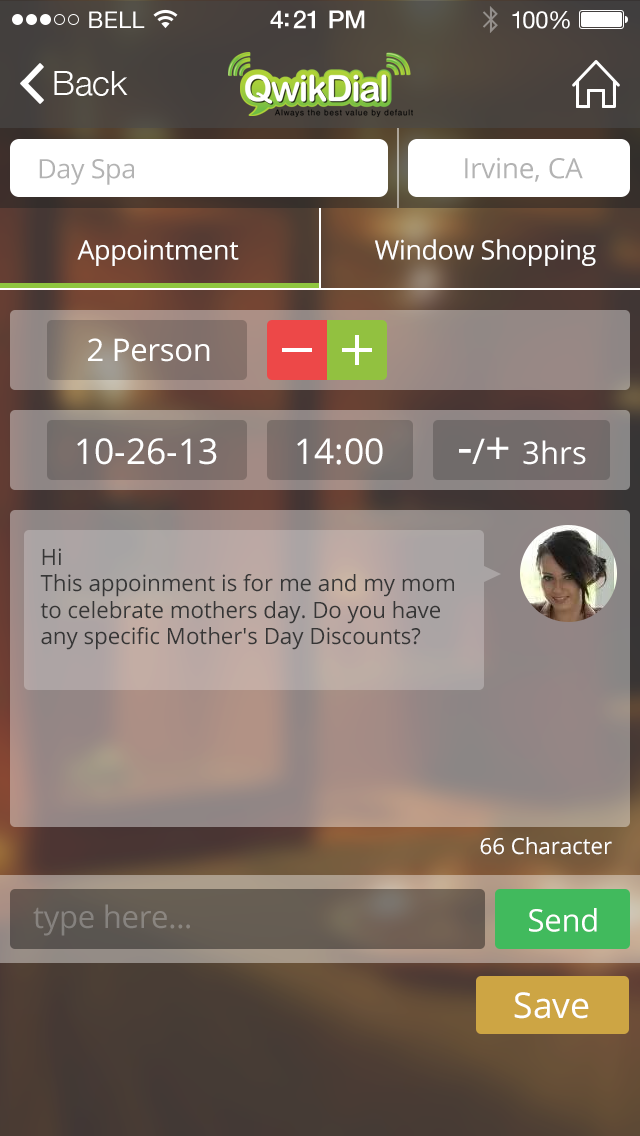 BELL 4:21 PM 100%
Back
QwikDial
Always the best value by default
Day Spa Irvine, CA
Appointment Window Shopping
2 Person − +
10-26-13 14:00 -/+ 3hrs
Hi
This appoinment is for me and my mom
to celebrate mothers day. Do you have
any specific Mother's Day Discounts?
66 Character
type here... Send
Save